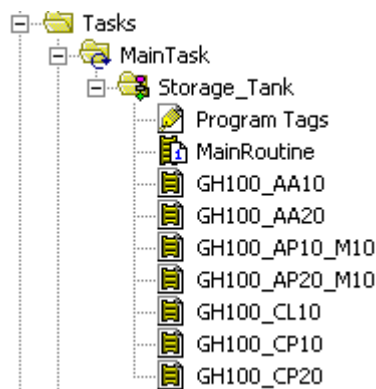 Tasks
MainTask
Storage_Tank
Program Tags
MainRoutine
GH100_AA10
GH100_AA20
GH100_AP10_M10
GH100_AP20_M10
GH100_CL10
GH100_CP10
GH100_CP20